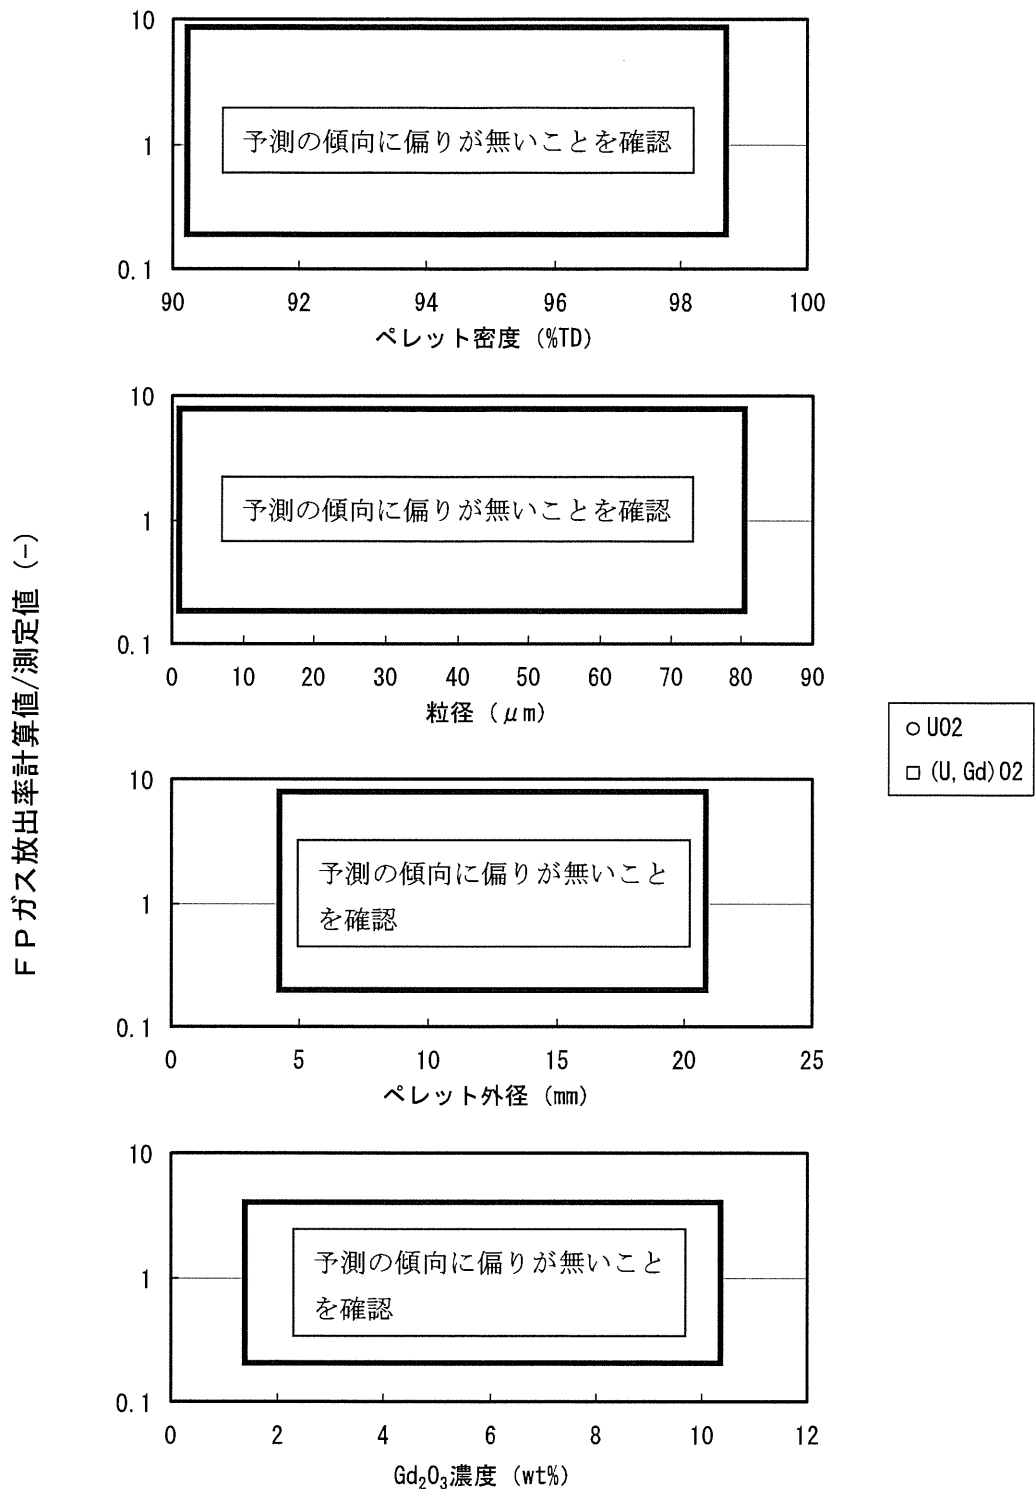 10
予測の傾向に偏りが無いことを確認
1
0.1
90 92 94 96 98 100
ペレット密度 (%TD)
10
予測の傾向に偏りが無いことを確認
1
0.1
0 10 20 30 40 50 60 70 80 90
粒径 (μm)
FPガス放出率計算値/測定値 (-)
○ UO2
□ (U,Gd)O2
10
予測の傾向に偏りが無いこと
を確認
1
0.1
0 5 10 15 20 25
ペレット外径 (mm)
10
予測の傾向に偏りが無いこと
を確認
1
0.1
0 2 4 6 8 10 12
Gd₂O₃濃度 (wt%)